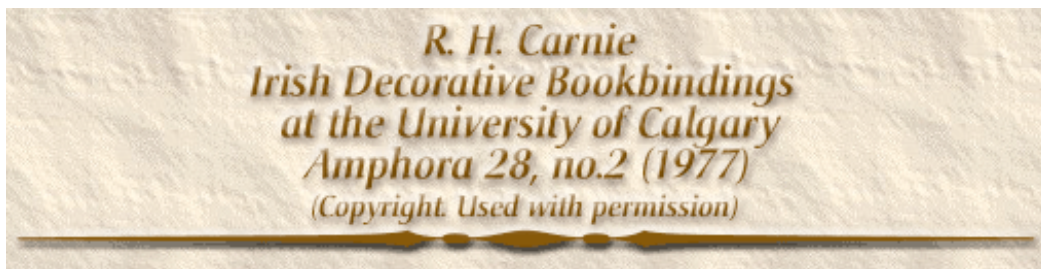 R. H. Carnie
Irish Decorative Bookbindings
at the University of Calgary
Amphora 28, no.2 (1977)
(Copyright. Used with permission)